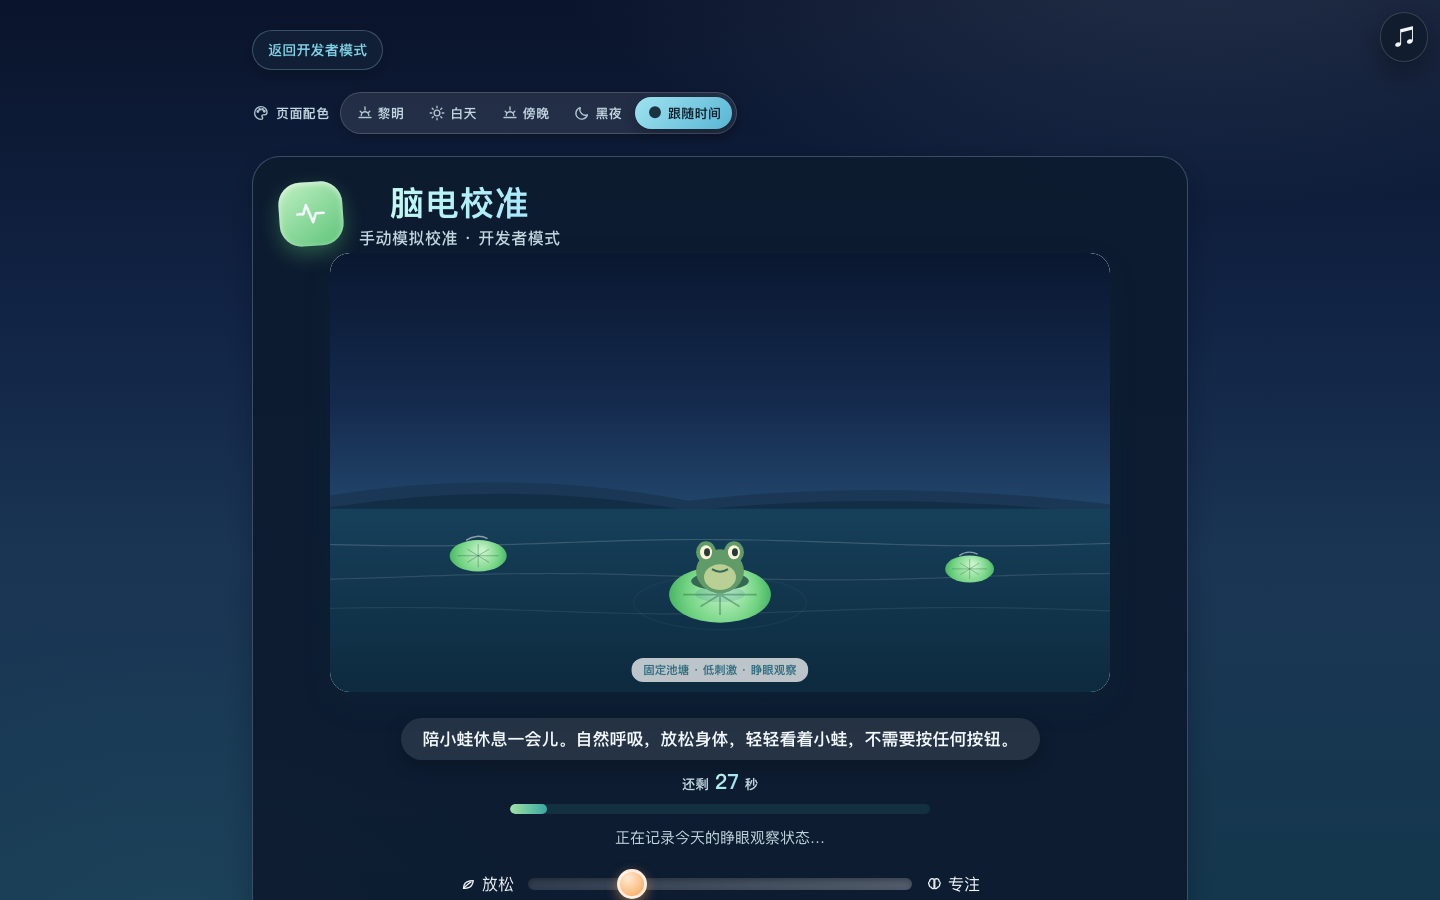 返回开发者模式
页面配色 黎明 白天 傍晚 黑夜 跟随时间
脑电校准
手动模拟校准 · 开发者模式
固定池塘 · 低刺激 · 睁眼观察
陪小蛙休息一会儿。自然呼吸，放松身体，轻轻看着小蛙，不需要按任何按钮。
还剩 27 秒
正在记录今天的睁眼观察状态...
放松 专注